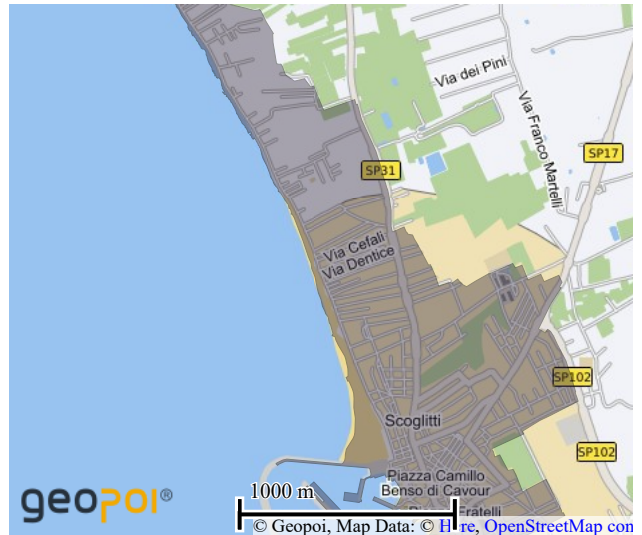 Via dei Pini
Via Franco Martelli
SP17
SP31
Via Cefali
Via Dentice
SP102
Scoglitti
SP102
Piazza Camillo
Benso di Cavour
geopoi®
1000 m
© Geopoi, Map Data: © Here, OpenStreetMap con